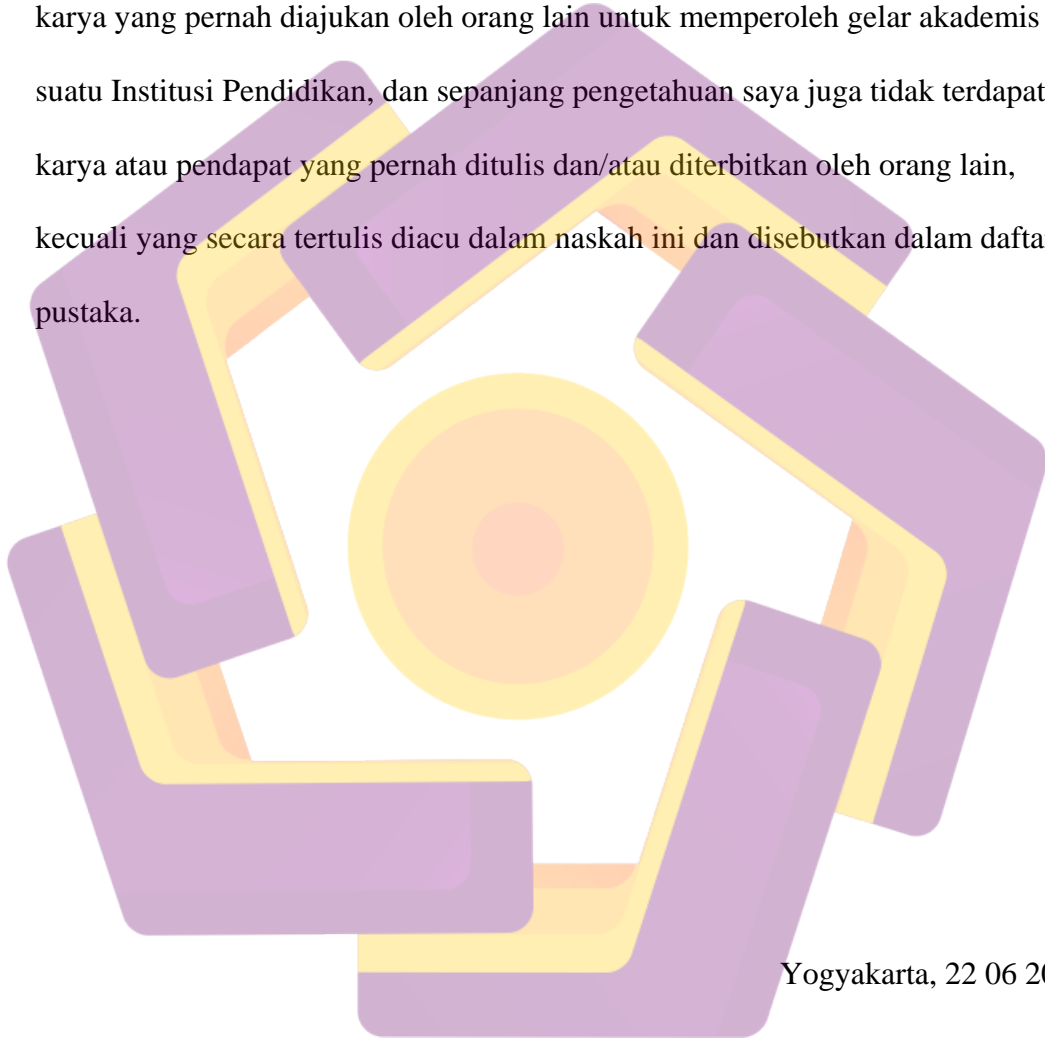 karya yang pernah diajukan oleh orang lain untuk memperoleh gelar akademis
suatu Institusi Pendidikan, dan sepanjang pengetahuan saya juga tidak terdapat
karya atau pendapat yang pernah ditulis dan/atau diterbitkan oleh orang lain,
kecuali yang secara tertulis diacu dalam naskah ini dan disebutkan dalam
pustaka.
Yogyakarta, 22 06